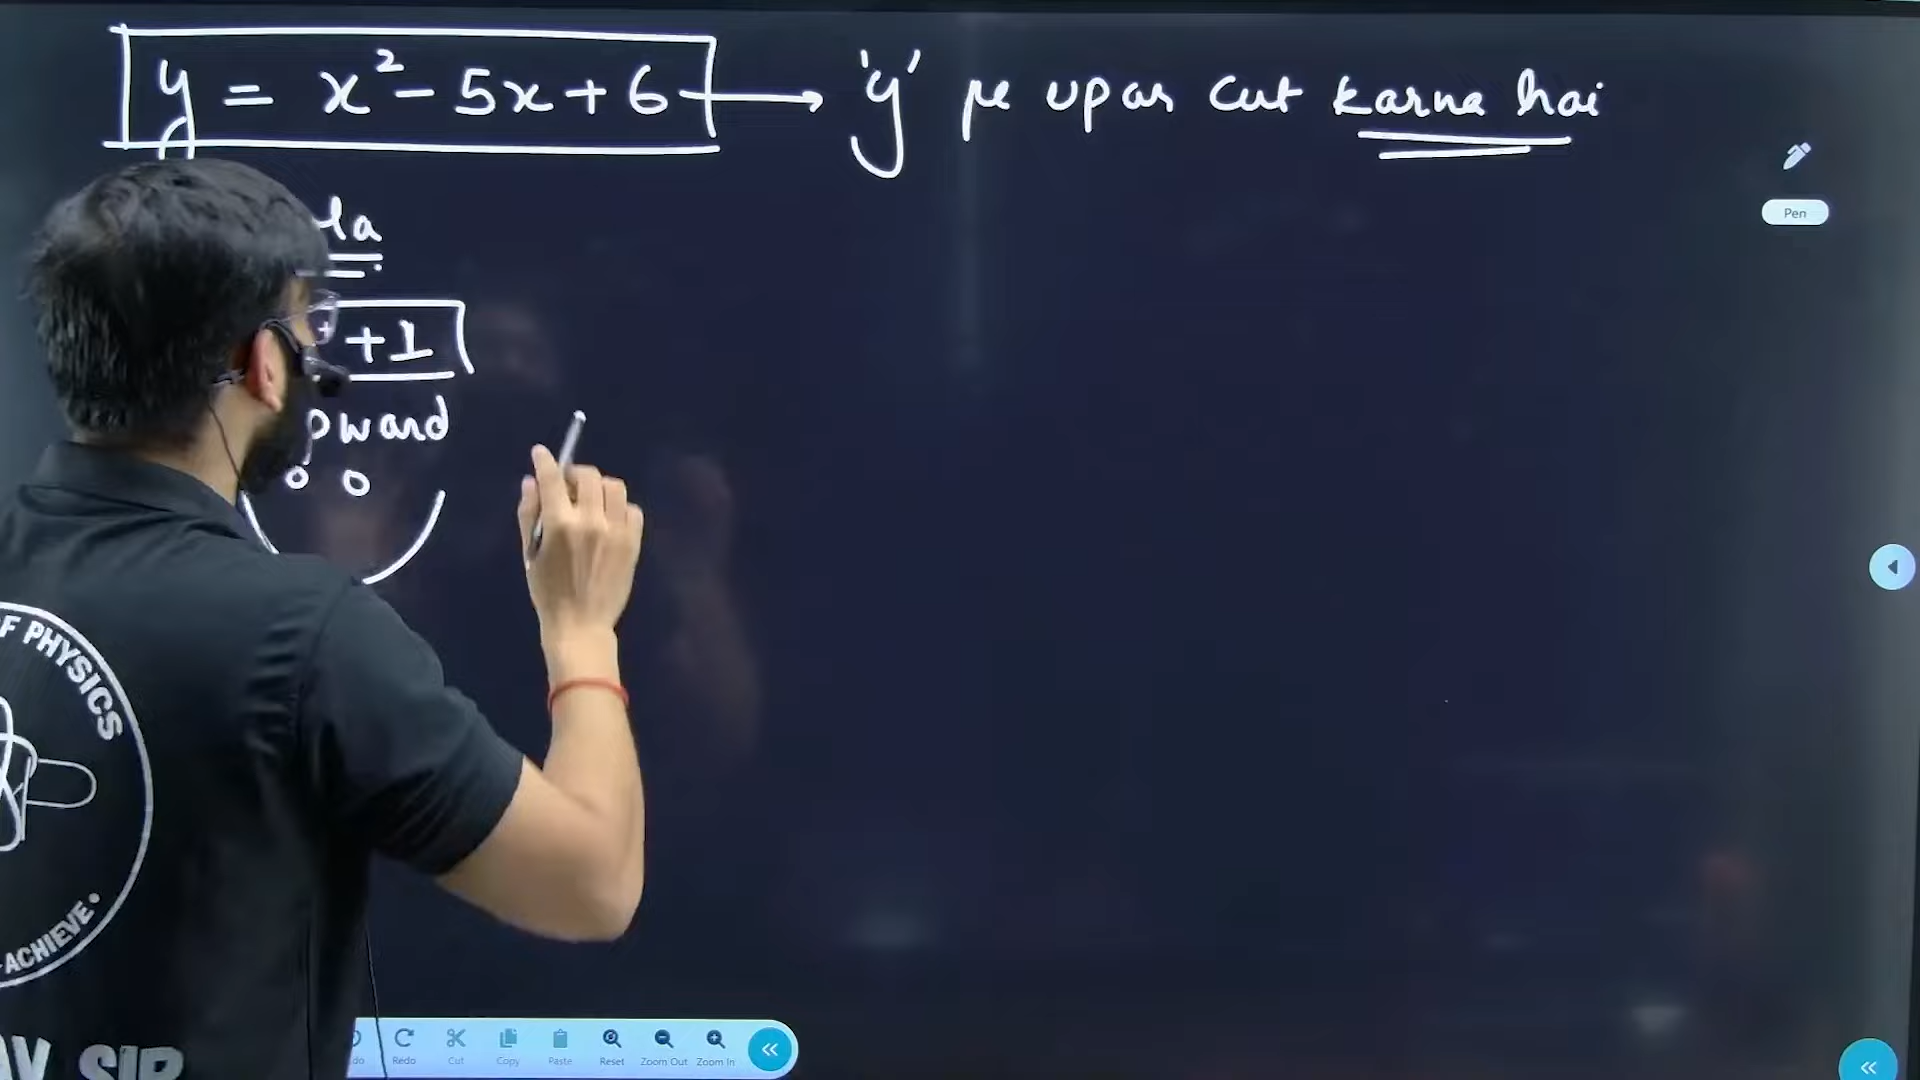 y = x² - 5x + 6 → 'y' pe upar cut karna hai
+1
pward
o o
Pen
F PHYSICS
ACHIEVE •
SIR
Redo Cut Copy Paste Reset Zoom Out Zoom In